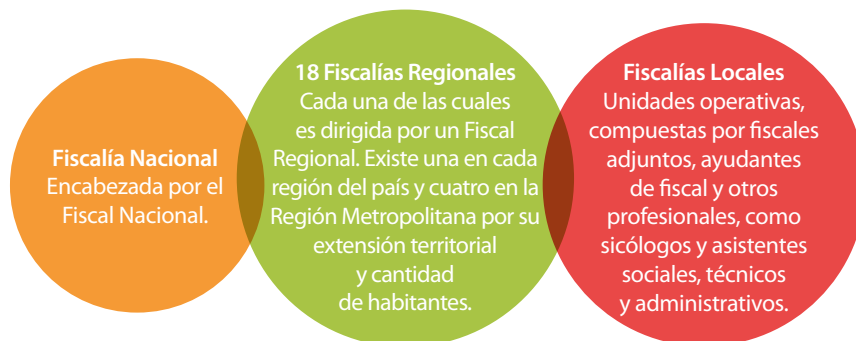 Fiscalía Nacional
Encabezada por el
Fiscal Nacional.
18 Fiscalías Regionales
Cada una de las cuales
es dirigida por un Fiscal
Regional. Existe una en cada
región del país y cuatro en la
Región Metropolitana por su
extensión territorial
y cantidad
de habitantes.
Fiscalías Locales
Unidades operativas,
compuestas por fiscales
adjuntos, ayudantes
de fiscal y otros
profesionales, como
sicólogos y asistentes
sociales, técnicos
y administrativos.